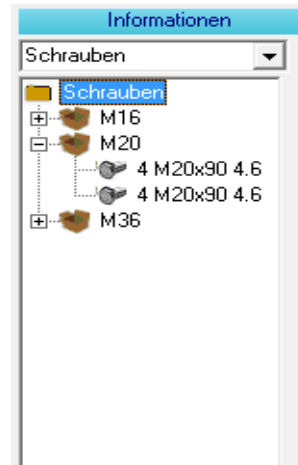 Informationen
Schrauben
Schrauben
M16
M20
4 M20x90 4.6
4 M20x90 4.6
M36